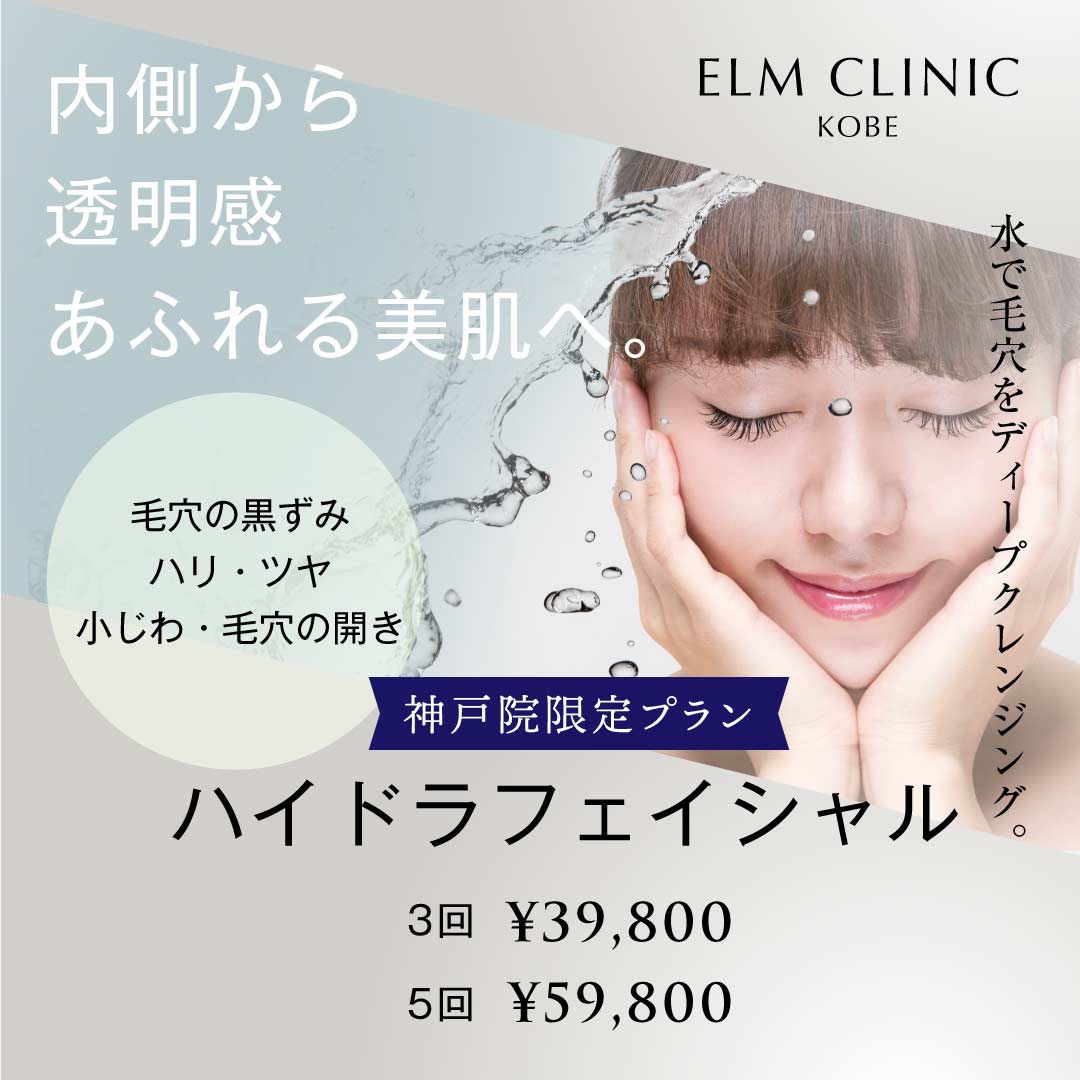 内側から
透明感
あふれる美肌へ。
ELM CLINIC
KOBE
水で毛穴をディープクレンジング。
毛穴の黒ずみ
ハリ・ツヤ
小じわ・毛穴の開き
神戸院限定プラン
ハイドラフェイシャル
3回 ¥39,800
5回 ¥59,800